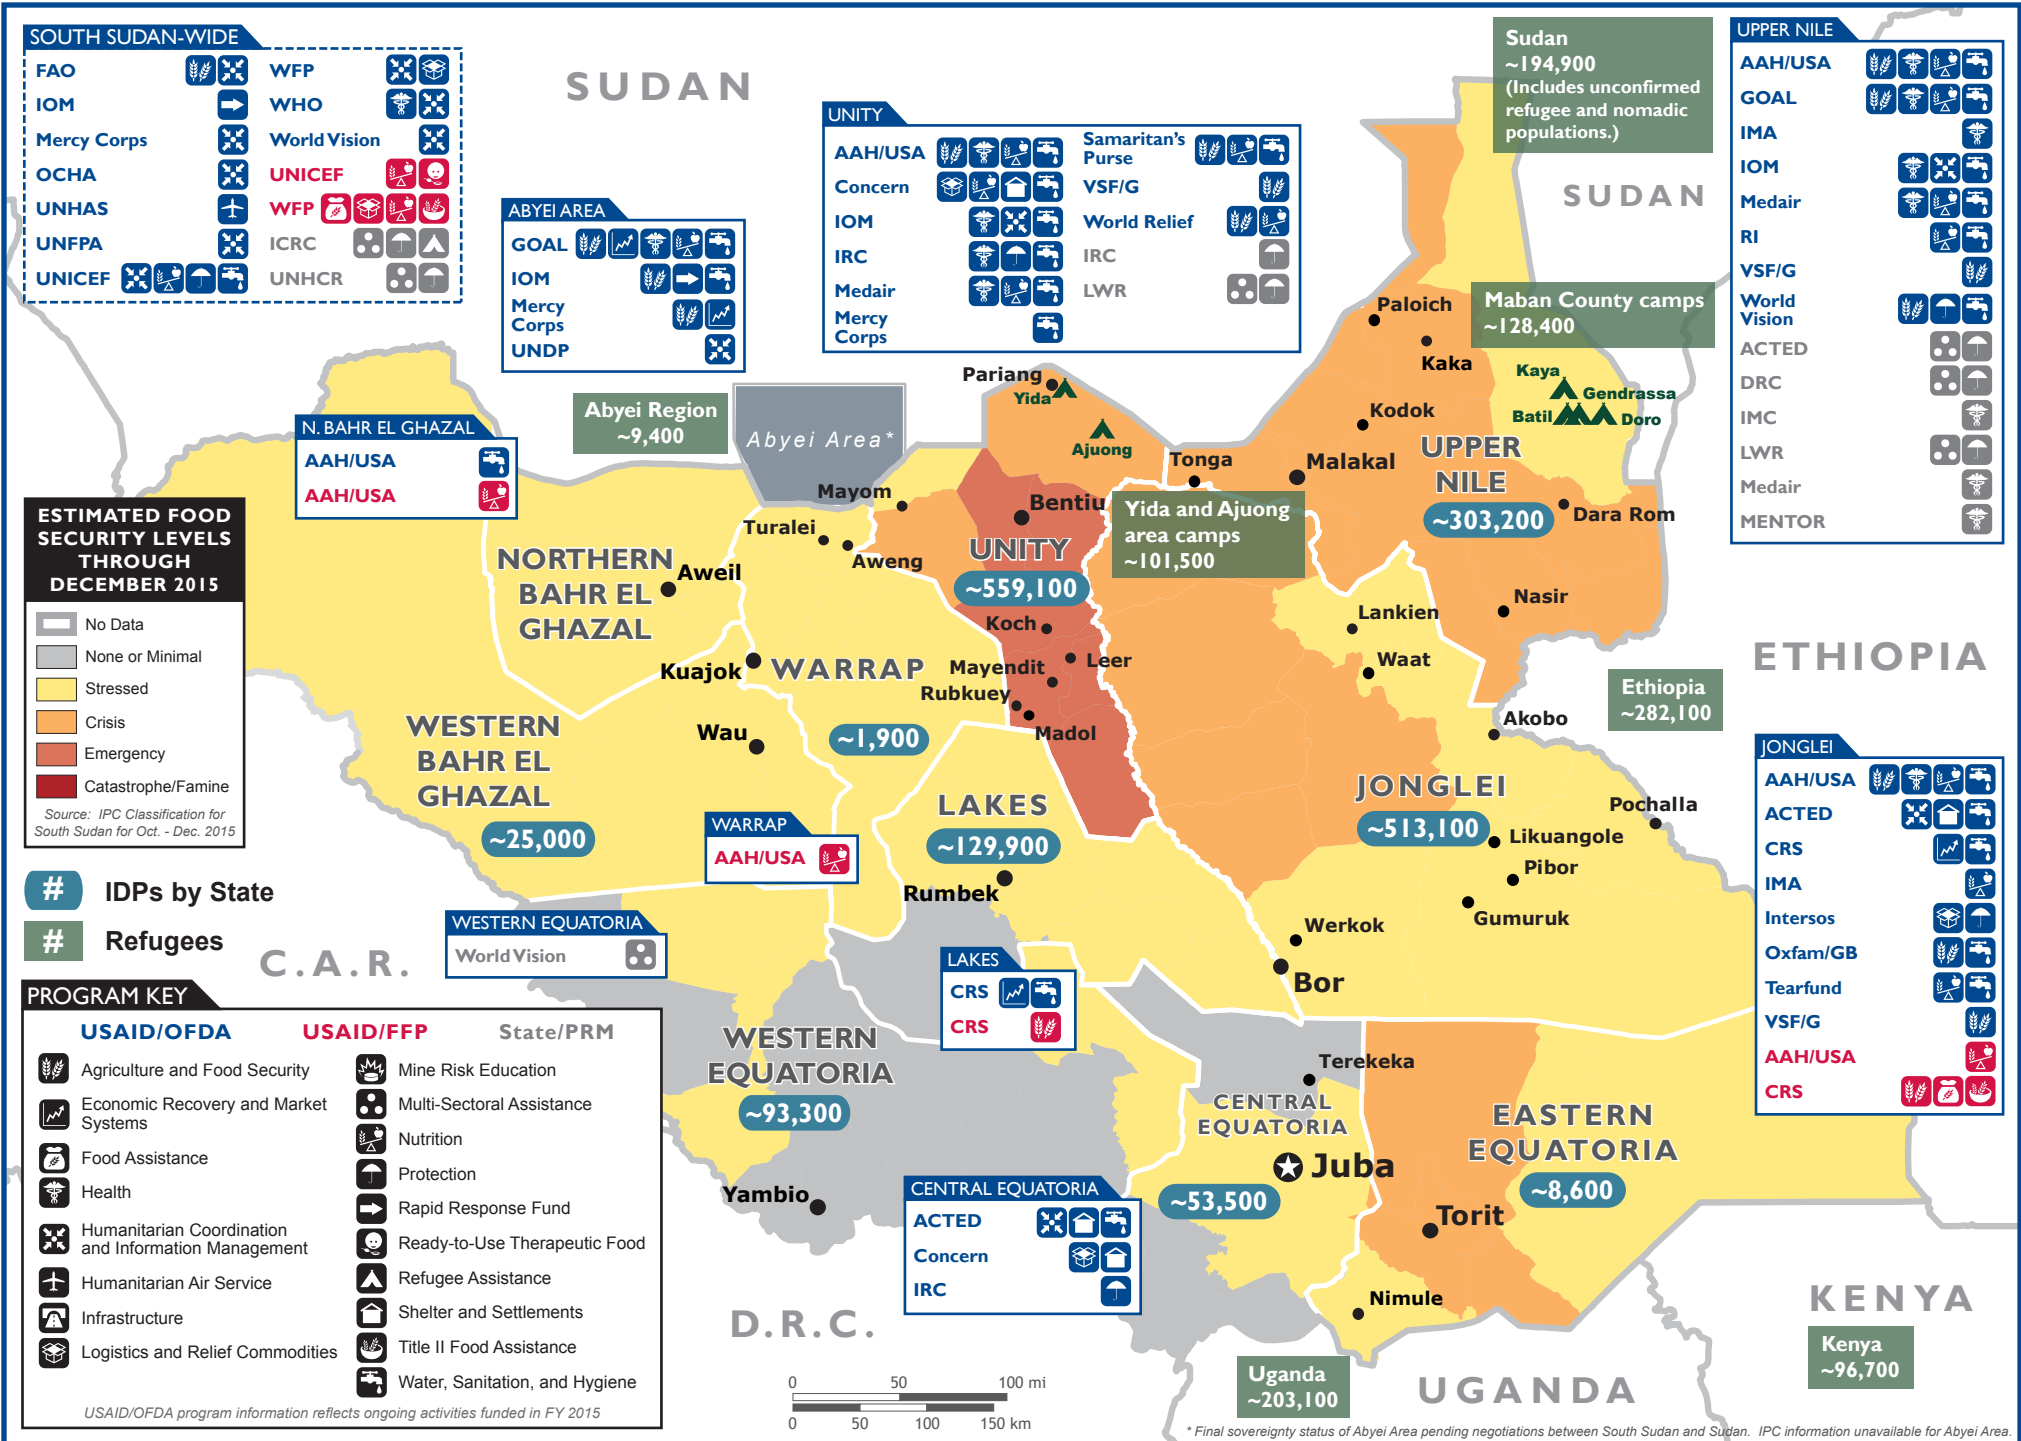 SOUTH SUDAN-WIDE
FAO
IOM
Mercy Corps
OCHA
UNHAS
UNFPA
UNICEF
WFP
WHO
World Vision
UNICEF
WFP
ICRC
UNHCR
SUDAN
ABYEI AREA
GOAL
IOM
Mercy
Corps
UNDP
UNITY
AAH/USA
Concern
IOM
IRC
Medair
Mercy
Corps
Samaritan's
Purse
VSF/G
World Relief
IRC
LWR
Sudan
~194,900
(Includes unconfirmed
refugee and nomadic
populations.)
SUDAN
UPPER NILE
AAH/USA
GOAL
IMA
IOM
Medair
RI
VSF/G
World
Vision
ACTED
DRC
IMC
LWR
Medair
MENTOR
N. BAHR EL GHAZAL
AAH/USA
AAH/USA
Abyei Region
~9,400
Abyei Area*
Pariang
Yida
Ajuong
Paloich
Kaka
Kodok
Maban County camps
~128,400
Kaya
Gendrassa
Batil
Doro
UPPER
NILE
~303,200
Tonga
Malakal
Dara Rom
Nasir
Yida and Ajuong
area camps
~101,500
Mayom
Turalei
Aweng
Bentiu
UNITY
~559,100
Koch
Leer
Mayendit
Rubkuey
Madol
NORTHERN
BAHR EL
GHAZAL
Aweil
Kuajok
WARRAP
~1,900
WESTERN
BAHR EL
GHAZAL
~25,000
Wau
WARRAP
AAH/USA
LAKES
~129,900
Rumbek
Lankien
Waat
Akobo
Ethiopia
~282,100
ETHIOPIA
JONGLEI
~513,100
Pochalla
Likuangole
Pibor
Gumuruk
Werkok
Bor
JONGLEI
AAH/USA
ACTED
CRS
IMA
Intersos
Oxfam/GB
Tearfund
VSF/G
AAH/USA
CRS
ESTIMATED FOOD
SECURITY LEVELS
THROUGH
DECEMBER 2015
No Data
None or Minimal
Stressed
Crisis
Emergency
Catastrophe/Famine
Source: IPC Classification for
South Sudan for Oct. - Dec. 2015
# IDPs by State
# Refugees
C.A.R.
WESTERN EQUATORIA
World Vision
LAKES
CRS
CRS
WESTERN
EQUATORIA
~93,300
Yambio
Terekeka
CENTRAL
EQUATORIA
Juba
~53,500
CENTRAL EQUATORIA
ACTED
Concern
IRC
EASTERN
EQUATORIA
~8,600
Torit
Nimule
D.R.C.
Uganda
~203,100
UGANDA
KENYA
Kenya
~96,700
PROGRAM KEY
USAID/OFDA
USAID/FFP
State/PRM
Agriculture and Food Security
Economic Recovery and Market
Systems
Food Assistance
Health
Humanitarian Coordination
and Information Management
Humanitarian Air Service
Infrastructure
Logistics and Relief Commodities
Mine Risk Education
Multi-Sectoral Assistance
Nutrition
Protection
Rapid Response Fund
Ready-to-Use Therapeutic Food
Refugee Assistance
Shelter and Settlements
Title II Food Assistance
Water, Sanitation, and Hygiene
USAID/OFDA program information reflects ongoing activities funded in FY 2015
0 50 100 mi
0 50 100 150 km
* Final sovereignty status of Abyei Area pending negotiations between South Sudan and Sudan. IPC information unavailable for Abyei Area.